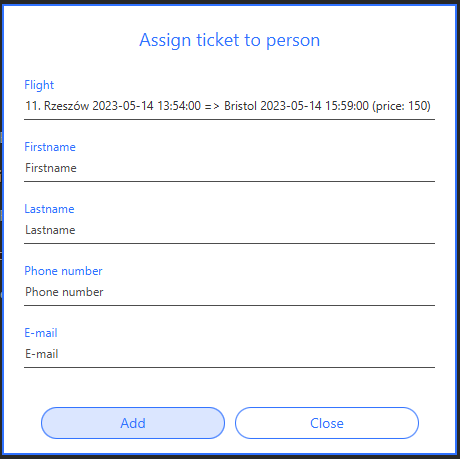 Assign ticket to person
Flight
11. Rzeszów 2023-05-14 13:54:00 => Bristol 2023-05-14 15:59:00 (price: 150)
Firstname
Firstname
Lastname
Lastname
Phone number
Phone number
E-mail
E-mail
Add Close